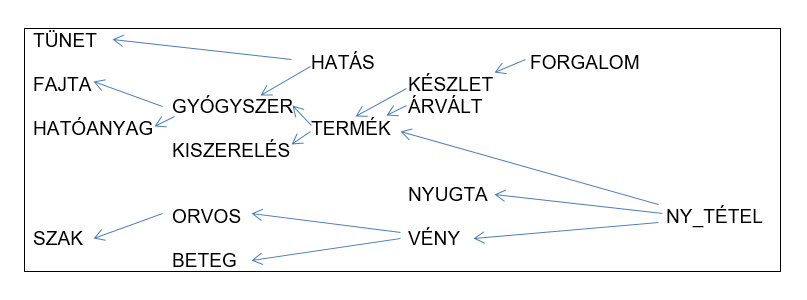 TÜNET
HATÁS
FORGALOM
FAJTA
KÉSZLET
GYÓGYSZER
ÁRVÁLT
HATÓANYAG
TERMÉK
KISZERELÉS
NYUGTA
ORVOS
NY_TÉTEL
SZAK
VÉNY
BETEG